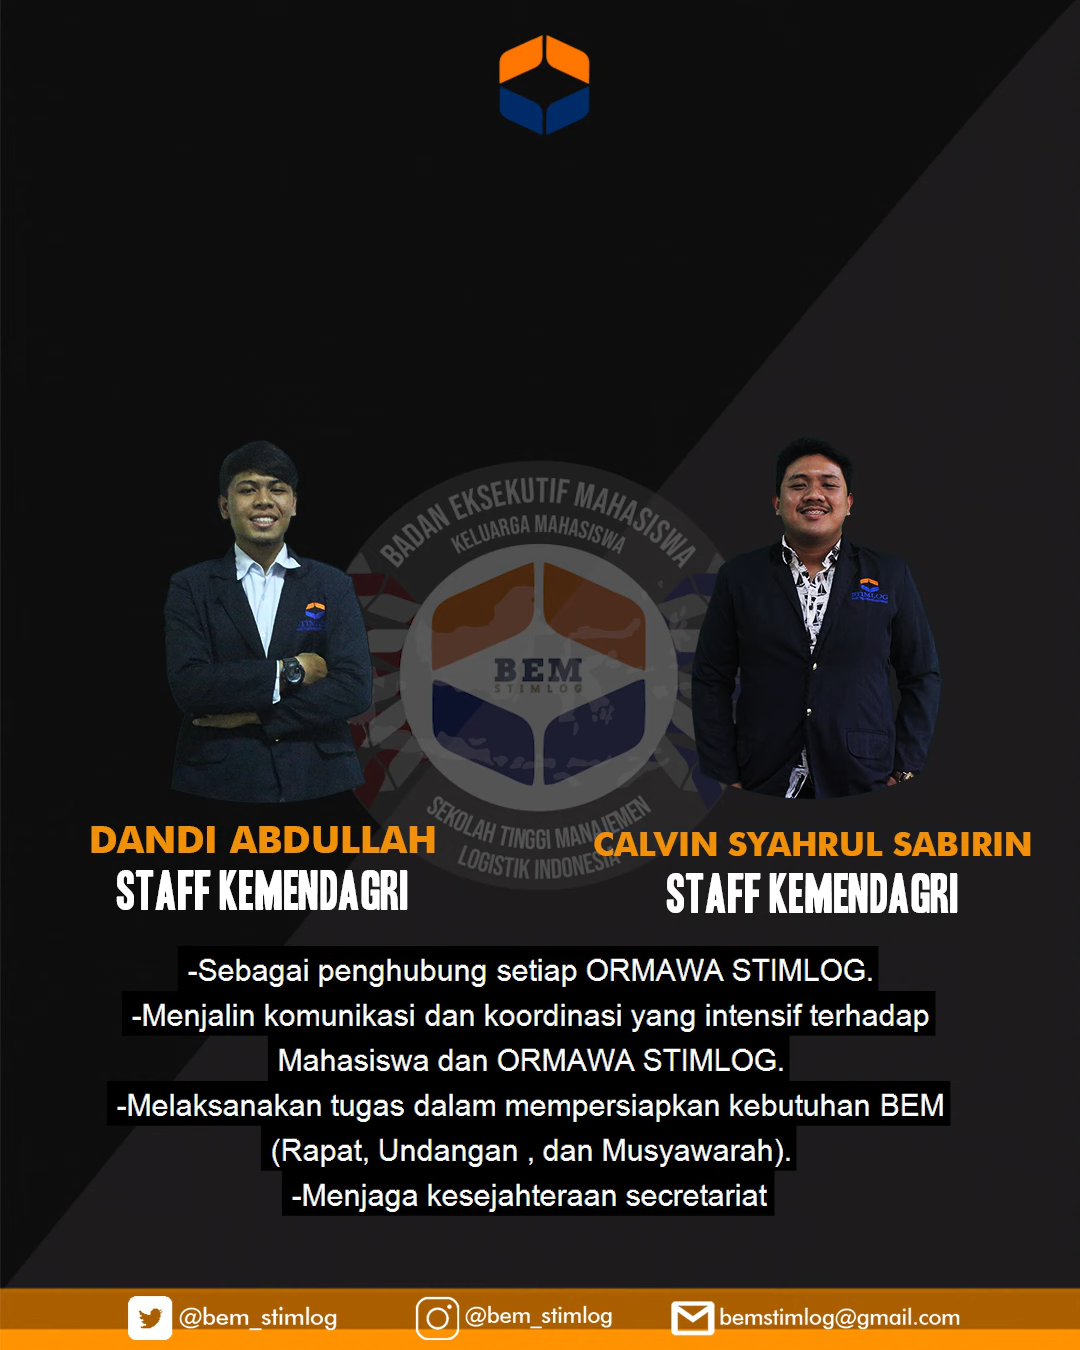 BADAN EKSEKUTIF MAHASISWA
KELUARGA MAHASISWA
STIMLOG
BEM
STIMLOG
SEKOLAH TINGGI MANAJEMEN
LOGISTIK INDONESIA
DANDI ABDULLAH
STAFF KEMENDAGRI
CALVIN SYAHRUL SABIRIN
STAFF KEMENDAGRI
-Sebagai penghubung setiap ORMAWA STIMLOG.
-Menjalin komunikasi dan koordinasi yang intensif terhadap
Mahasiswa dan ORMAWA STIMLOG.
-Melaksanakan tugas dalam mempersiapkan kebutuhan BEM
(Rapat, Undangan , dan Musyawarah).
-Menjaga kesejahteraan secretariat
@bem_stimlog
@bem_stimlog
bemstimlog@gmail.com